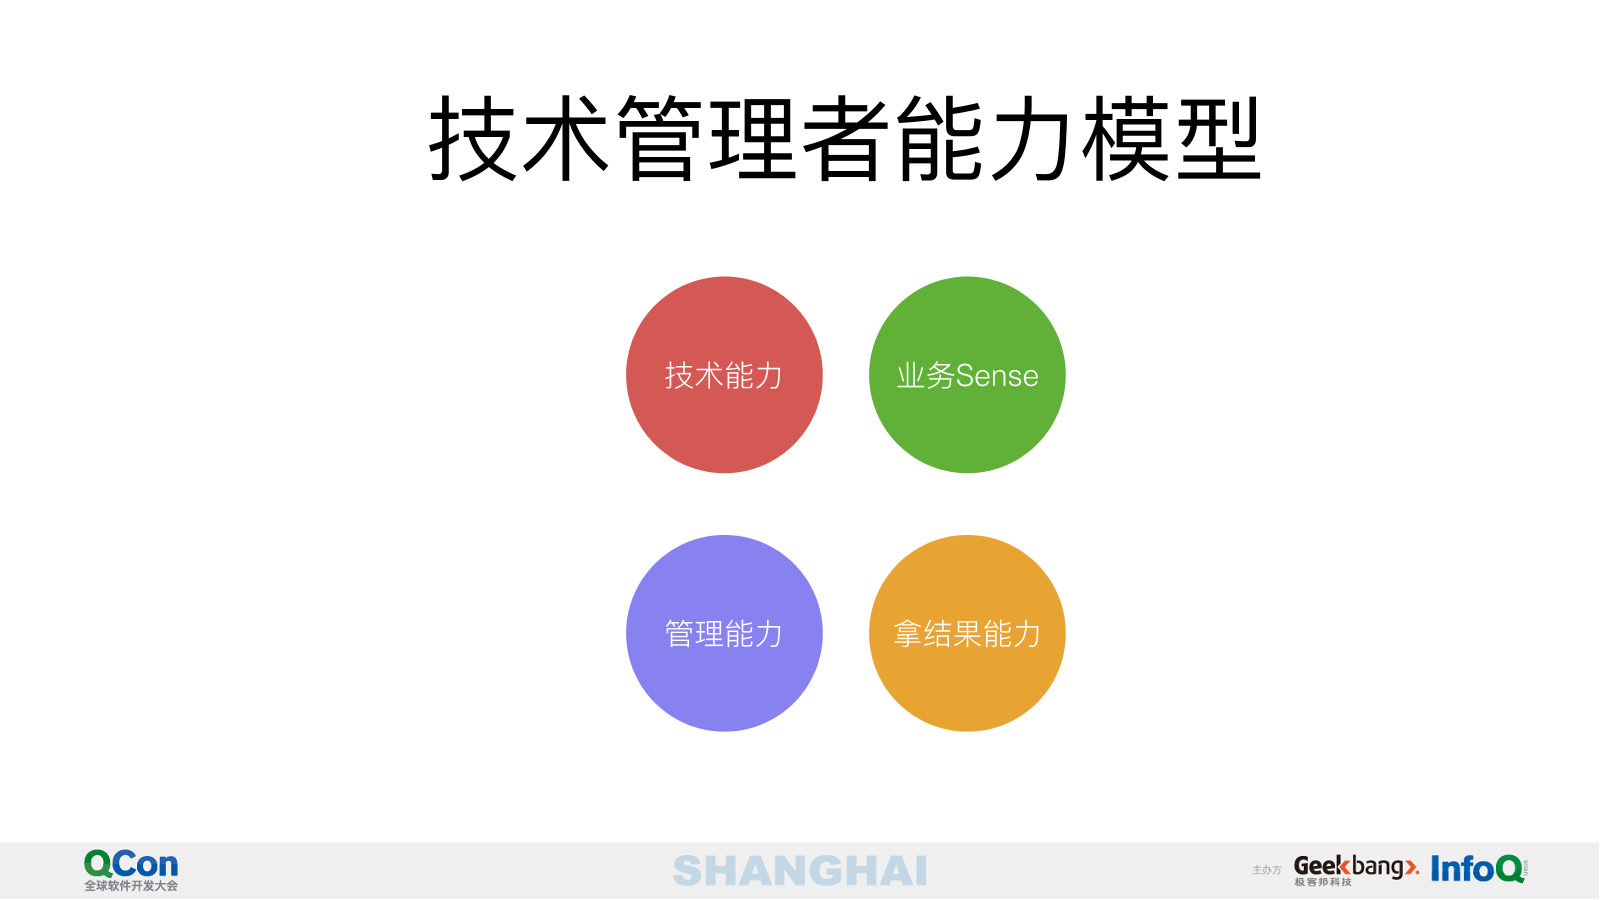 技术管理者能力模型
技术能力
业务Sense
管理能力
拿结果能力
QCon
全球软件开发大会
SHANGHAI
主办方
Geekbang
极客邦科技
InfoQ